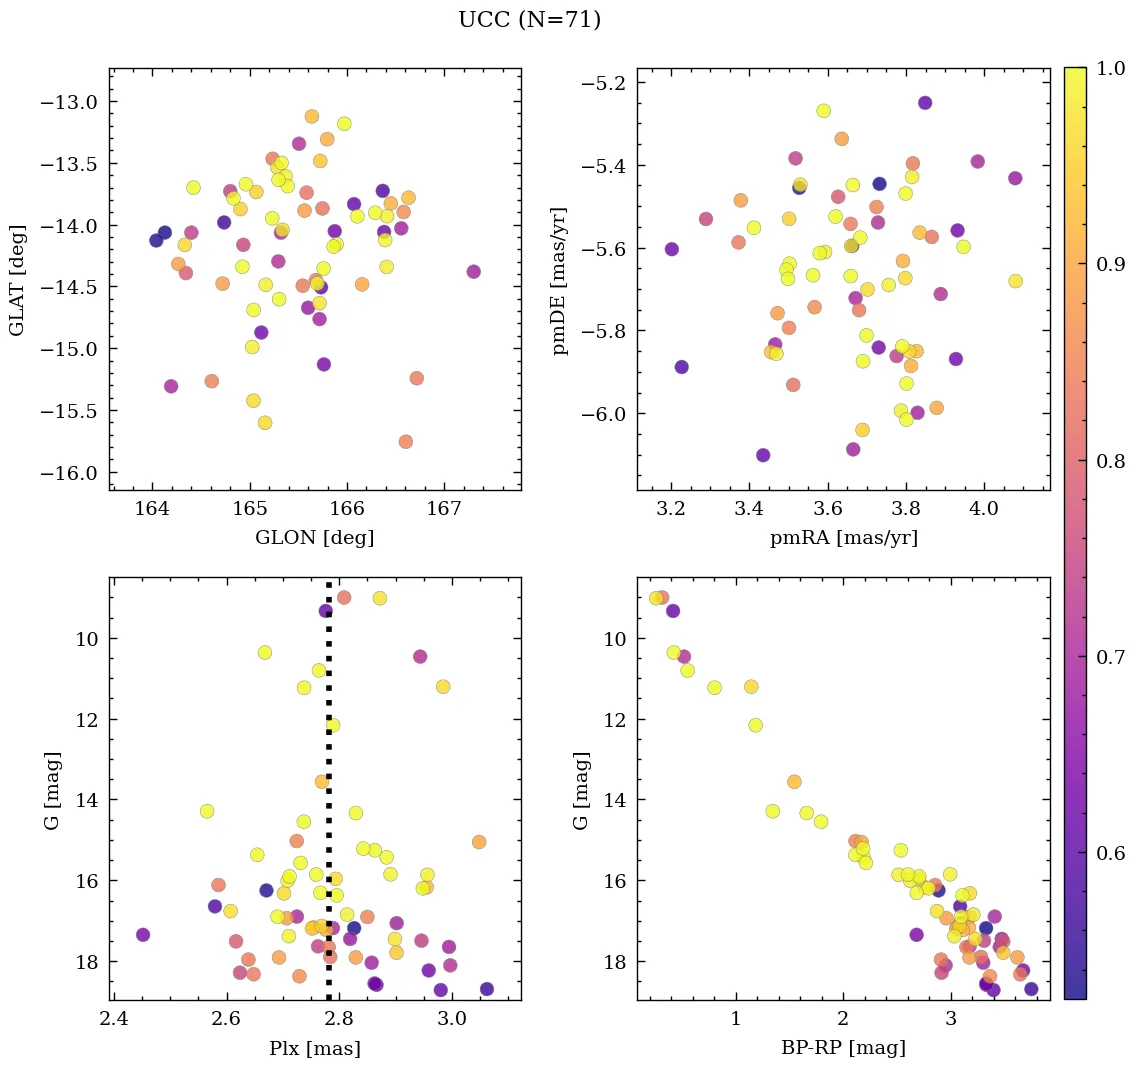 UCC (N=71)
−13.0
−13.5
−14.0
−14.5
−15.0
−15.5
−16.0
GLAT [deg]
164 165 166 167
GLON [deg]
−5.2
−5.4
−5.6
−5.8
−6.0
pmDE [mas/yr]
3.2 3.4 3.6 3.8 4.0
pmRA [mas/yr]
1.0
0.9
0.8
0.7
0.6
10
12
14
16
18
G [mag]
2.4 2.6 2.8 3.0
Plx [mas]
10
12
14
16
18
G [mag]
1 2 3
BP-RP [mag]